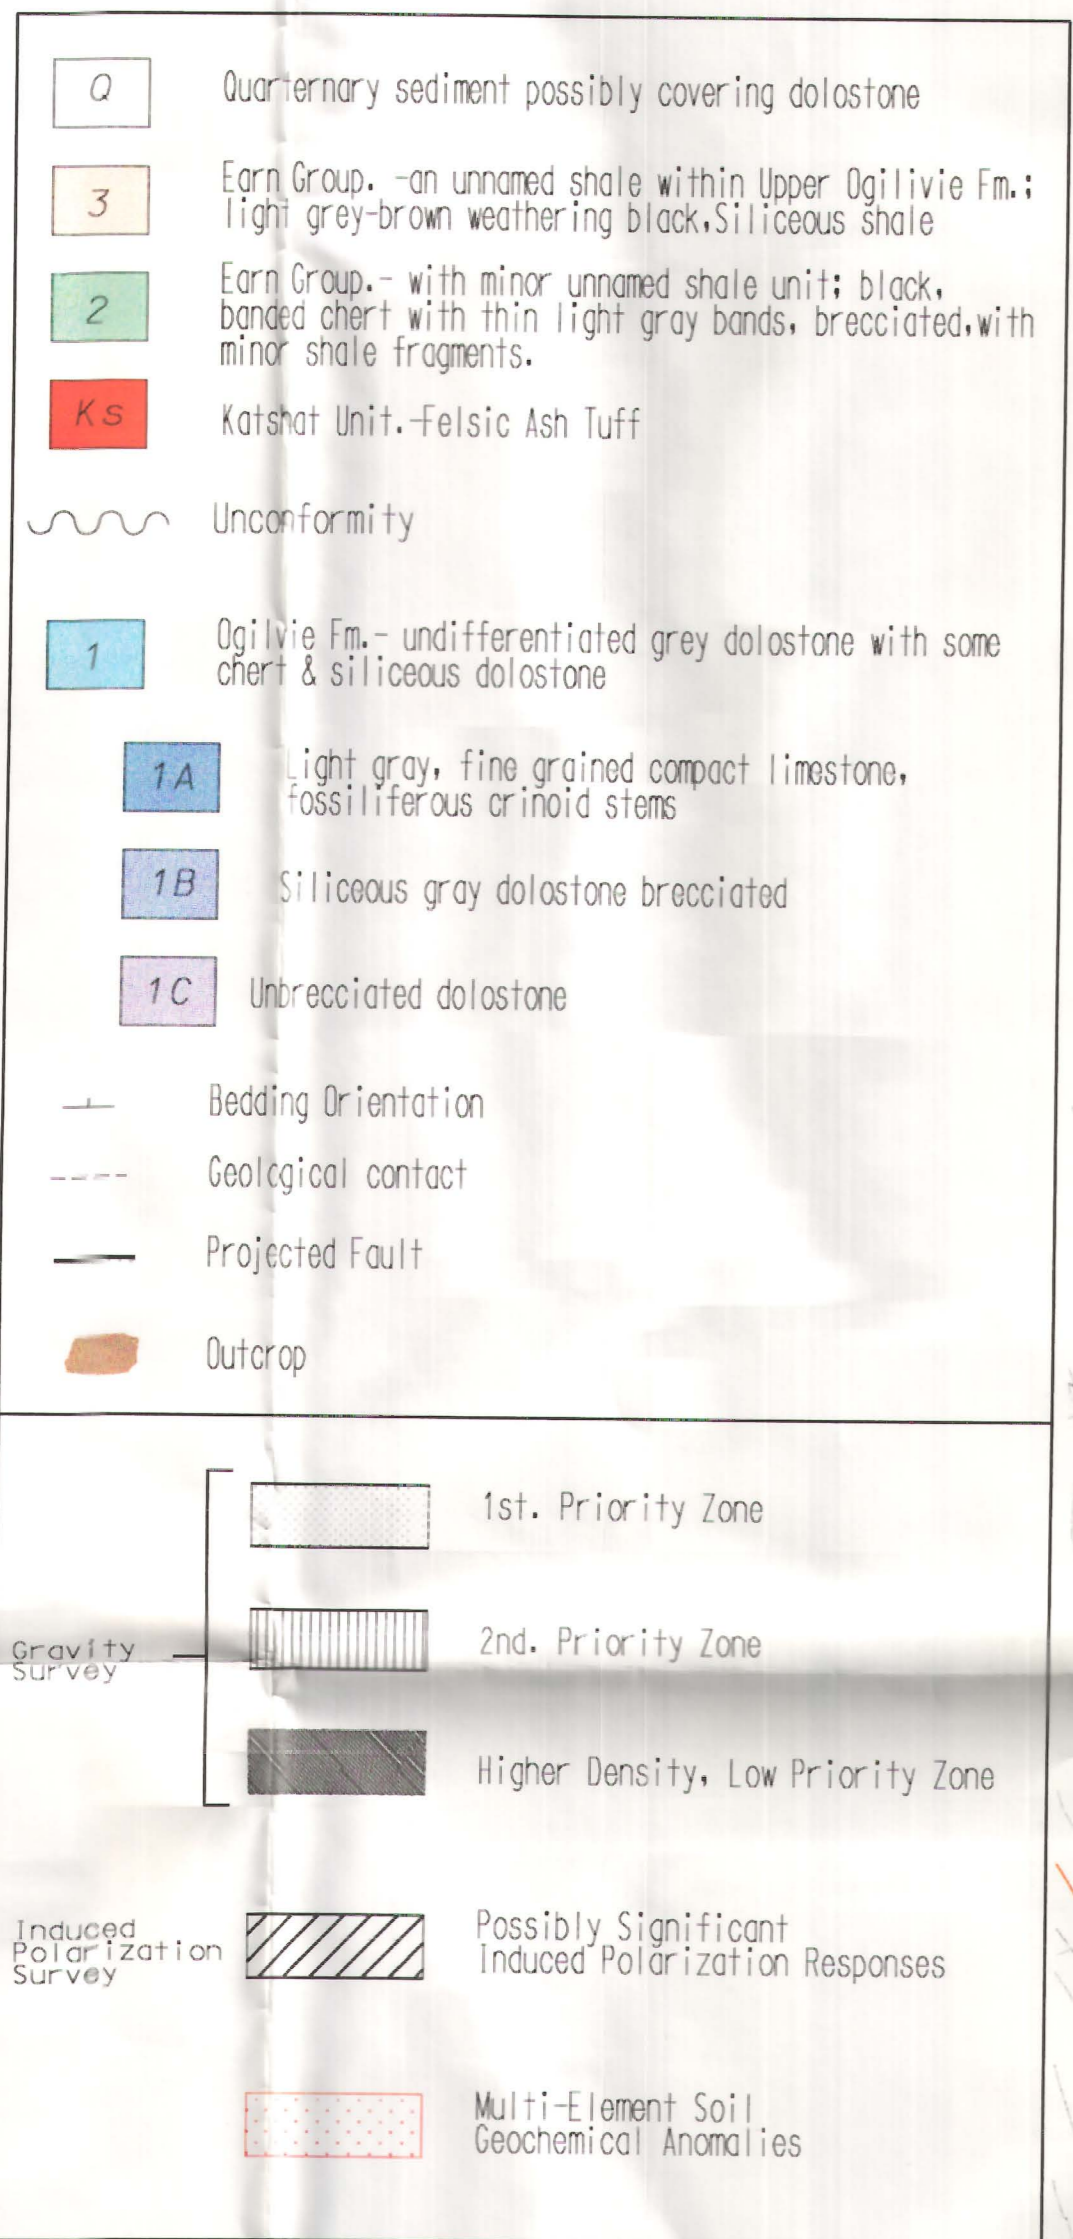 Q
Quarternary sediment possibly covering dolostone
3
Earn Group. -an unnamed shale within Upper Ogilivie Fm.;
light grey-brown weathering black,Siliceous shale
2
Earn Group.- with minor unnamed shale unit; black,
banded chert with thin light gray bands, brecciated,with
minor shale fragments.
Ks
Katshat Unit.-Felsic Ash Tuff
Unconformity
1
Ogilvie Fm.- undifferentiated grey dolostone with some
chert & siliceous dolostone
1A
Light gray, fine grained compact limestone,
fossiliferous crinoid stems
1B
Siliceous gray dolostone brecciated
1C
Unbrecciated dolostone
Bedding Orientation
Geological contact
Projected Fault
Outcrop
Gravity
Survey
1st. Priority Zone
2nd. Priority Zone
Higher Density, Low Priority Zone
Induced
Polarization
Survey
Possibly Significant
Induced Polarization Responses
Multi-Element Soil
Geochemical Anomalies